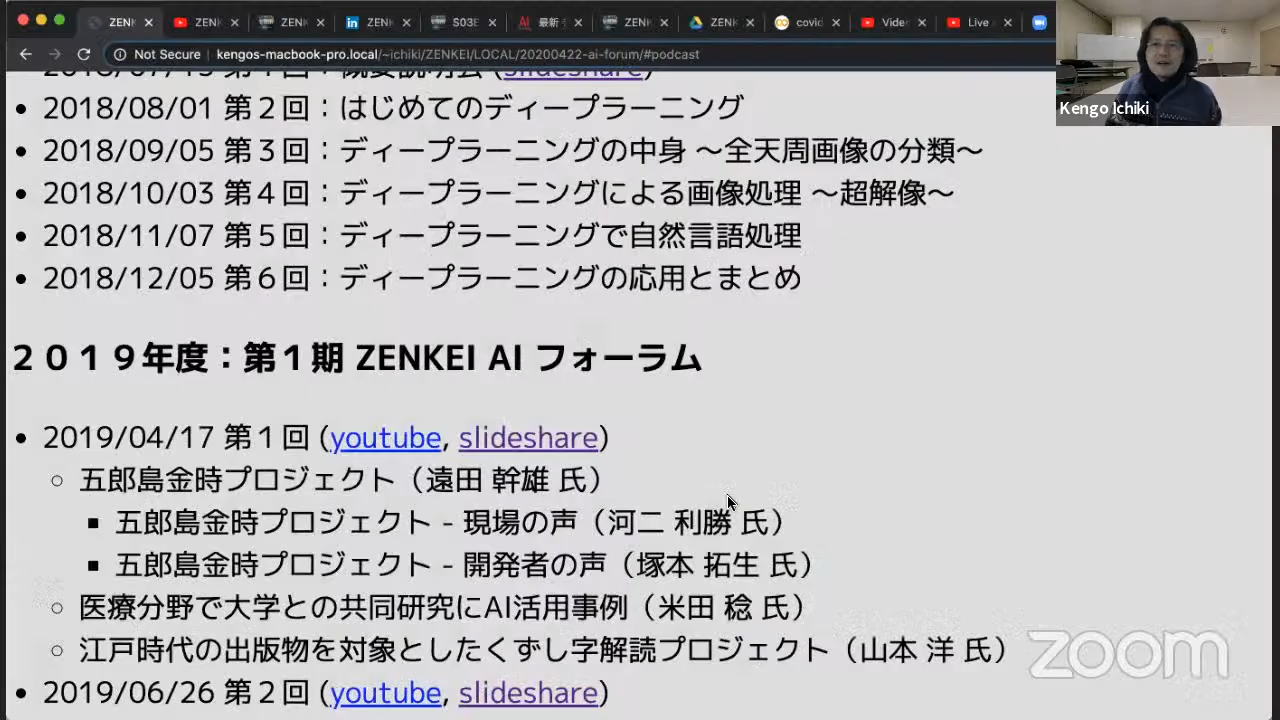 ZENK
ZENK
ZENK
ZENK
S03E
最新
ZENK
ZENK
covid
Vide
Live
Not Secure
kengos-macbook-pro.local/~ichiki/ZENKEI/LOCAL/20200422-ai-forum/#podcast
Kengo Ichiki
• 2018/08/01 第２回：はじめてのディープラーニング
• 2018/09/05 第３回：ディープラーニングの中身 〜全天周画像の分類〜
• 2018/10/03 第４回：ディープラーニングによる画像処理 〜超解像〜
• 2018/11/07 第５回：ディープラーニングで自然言語処理
• 2018/12/05 第６回：ディープラーニングの応用とまとめ
２０１９年度：第１期 ZENKEI AI フォーラム
• 2019/04/17 第１回 (youtube, slideshare)
○ 五郎島金時プロジェクト（遠田 幹雄 氏）
■ 五郎島金時プロジェクト - 現場の声（河二 利勝 氏）
■ 五郎島金時プロジェクト - 開発者の声（塚本 拓生 氏）
○ 医療分野で大学との共同研究にAI活用事例（米田 稔 氏）
○ 江戸時代の出版物を対象としたくずし字解読プロジェクト（山本 洋 氏）
zoom
• 2019/06/26 第２回 (youtube, slideshare)